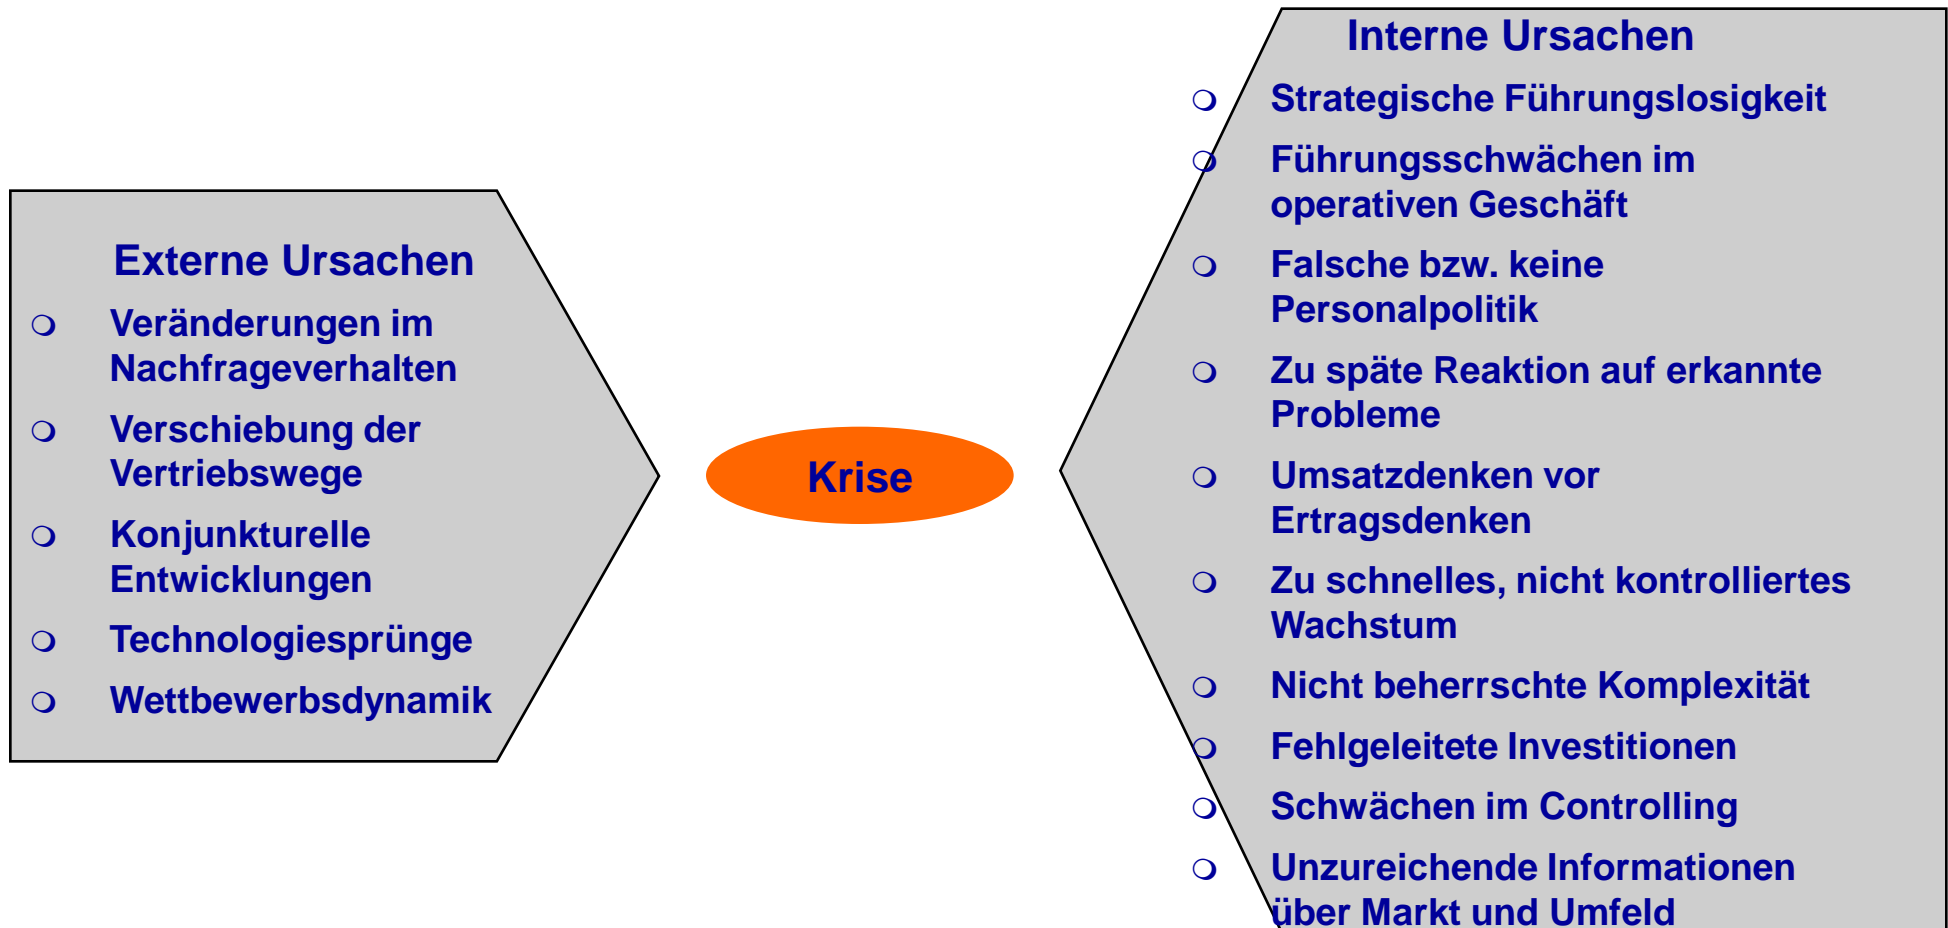 Externe Ursachen
Veränderungen im
Nachfrageverhalten
Verschiebung der
Vertriebswege
Konjunkturelle
Entwicklungen
Technologiesprünge
Wettbewerbsdynamik
Krise
Interne Ursachen
Strategische Führungslosigkeit
Führungsschwächen im
operativen Geschäft
Falsche bzw. keine
Personalpolitik
Zu späte Reaktion auf erkannte
Probleme
Umsatzdenken vor
Ertragsdenken
Zu schnelles, nicht kontrolliertes
Wachstum
Nicht beherrschte Komplexität
Fehlgeleitete Investitionen
Schwächen im Controlling
Unzureichende Informationen
über Markt und Umfeld